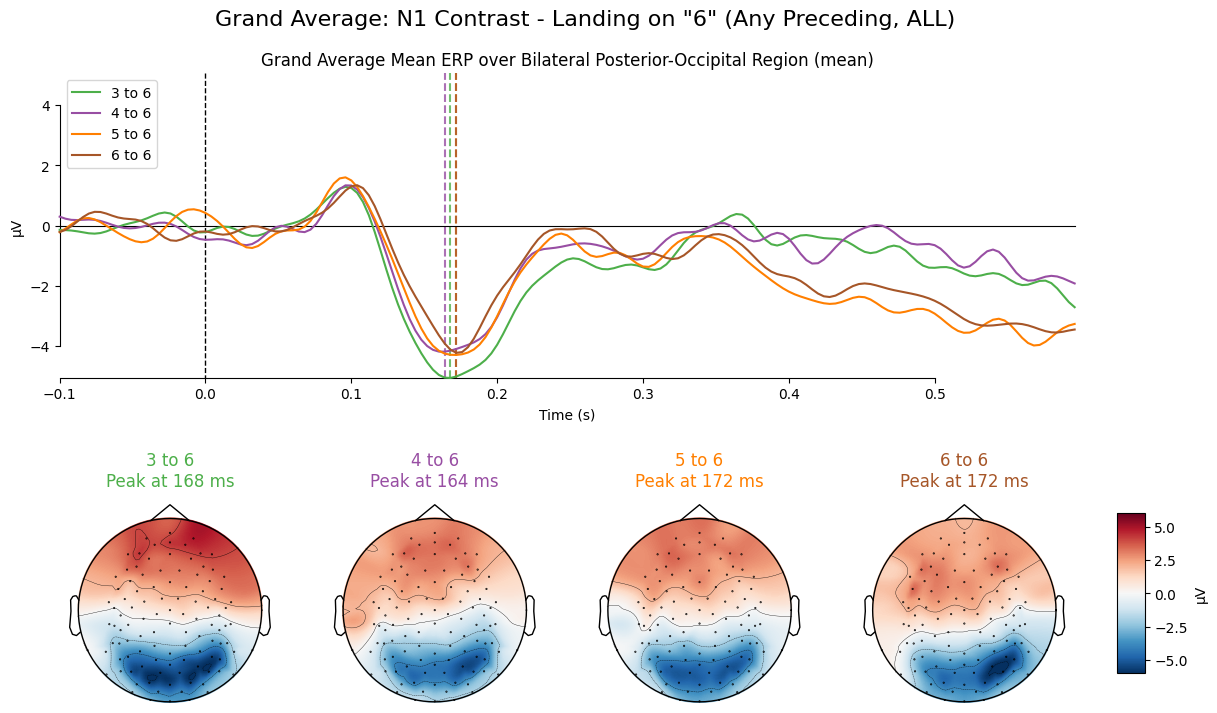 Grand Average: N1 Contrast - Landing on "6" (Any Preceding, ALL)
Grand Average Mean ERP over Bilateral Posterior-Occipital Region (mean)
3 to 6
4 to 6
5 to 6
6 to 6
4
2
0
−2
−4
µV
−0.1
0.0
0.1
0.2
0.3
0.4
0.5
Time (s)
3 to 6
Peak at 168 ms
4 to 6
Peak at 164 ms
5 to 6
Peak at 172 ms
6 to 6
Peak at 172 ms
5.0
2.5
0.0
−2.5
−5.0
µV